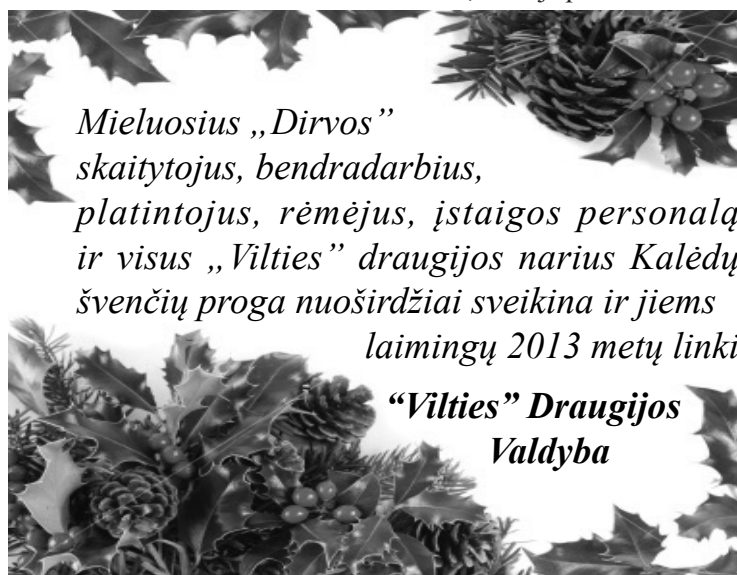 Mieluosius „Dirvos”
skaitytojus, bendradarbius,
platintojus, rėmėjus, įstaigos personalą
ir visus „Vilties” draugijos narius Kalėdų
švenčių proga nuoširdžiai sveikina ir jiems
laimingų 2013 metų linki
“Vilties” Draugijos
Valdyba